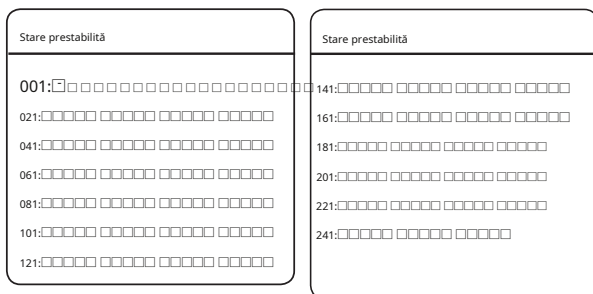 Stare prestabilită
001:□□□□□□□□□□□□□□□□□□□□
021:□□□□□ □□□□□ □□□□□ □□□□□
041:□□□□□ □□□□□ □□□□□ □□□□□
061:□□□□□ □□□□□ □□□□□ □□□□□
081:□□□□□ □□□□□ □□□□□ □□□□□
101:□□□□□ □□□□□ □□□□□ □□□□□
121:□□□□□ □□□□□ □□□□□ □□□□□
Stare prestabilită
141:□□□□□ □□□□□ □□□□□ □□□□□
161:□□□□□ □□□□□ □□□□□ □□□□□
181:□□□□□ □□□□□ □□□□□ □□□□□
201:□□□□□ □□□□□ □□□□□ □□□□□
221:□□□□□ □□□□□ □□□□□ □□□□□
241:□□□□□ □□□□□ □□□□□